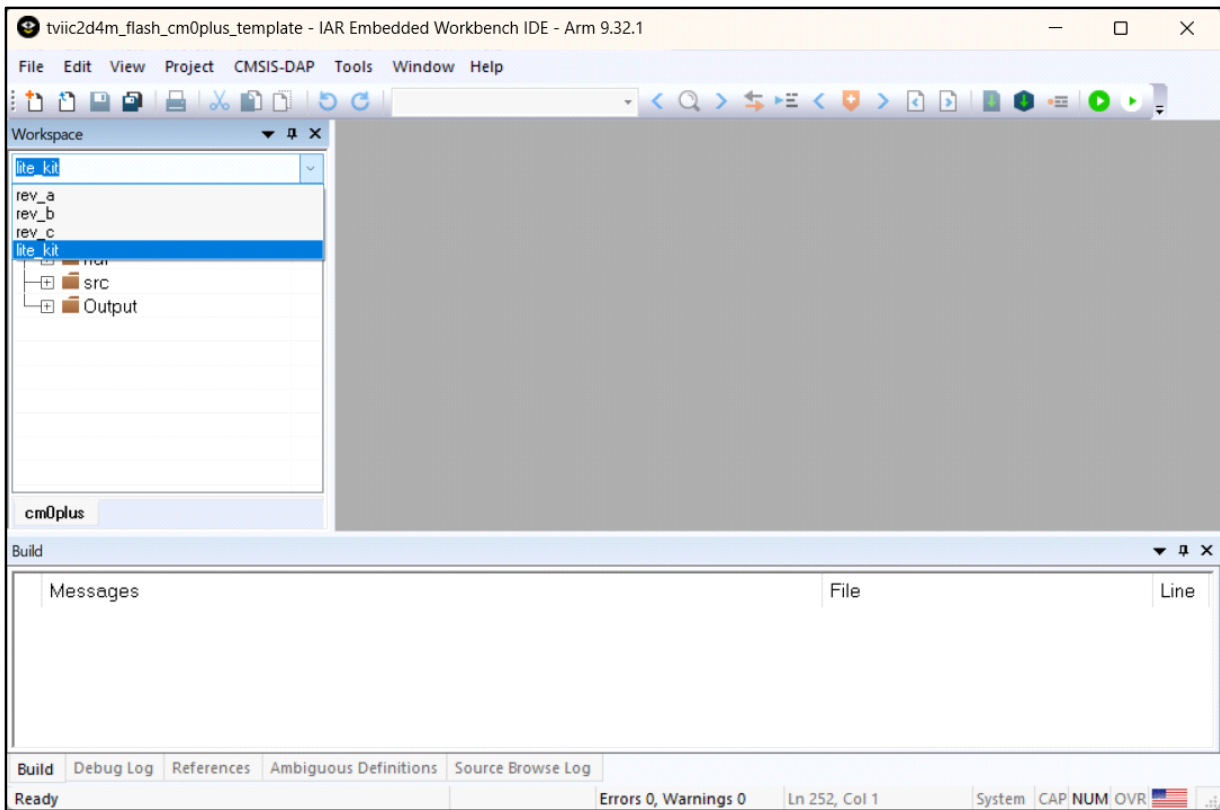 tviic2d4m_flash_cm0plus_template - IAR Embedded Workbench IDE - Arm 9.32.1
File Edit View Project CMSIS-DAP Tools Window Help
Workspace
lite_kit
rev_a
rev_b
rev_c
lite_kit
src
Output
cm0plus
Build
Messages File Line
Build Debug Log References Ambiguous Definitions Source Browse Log
Ready Errors 0, Warnings 0 Ln 252, Col 1 System CAP NUM OVR